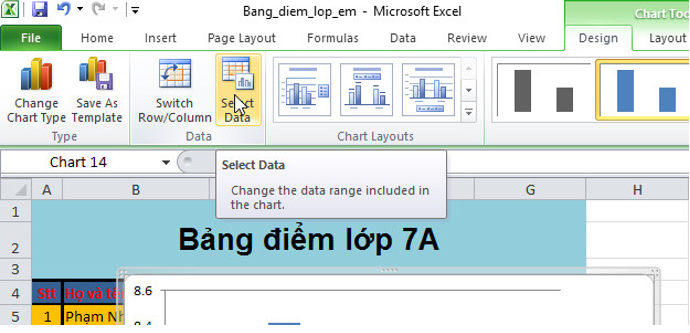 Bang_diem_lop_em - Microsoft Excel
Chart Too
File Home Insert Page Layout Formulas Data Review View Design Layout
Change Chart Type
Save As Template
Switch Row/Column
Select Data
Type
Data
Chart Layouts
Chart 14
Select Data
Change the data range included in
the chart.
A B G H
1
2 Bảng điểm lớp 7A
3
4 Stt Họ và
8.6
5 1 Phạm
8.4